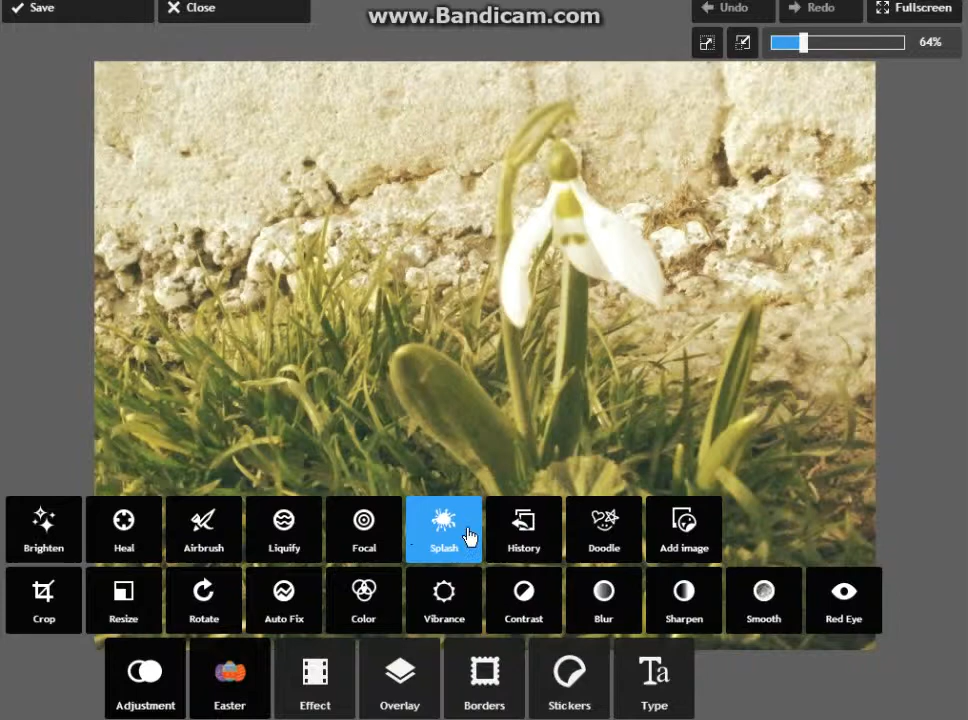 Save
Close
www.Bandicam.com
Undo
Redo
Fullscreen
64%
Brighten
Heal
Airbrush
Liquify
Focal
Splash
History
Doodle
Add image
Crop
Resize
Rotate
Auto Fix
Color
Vibrance
Contrast
Blur
Sharpen
Smooth
Red Eye
Adjustment
Easter
Effect
Overlay
Borders
Stickers
Ta
Type